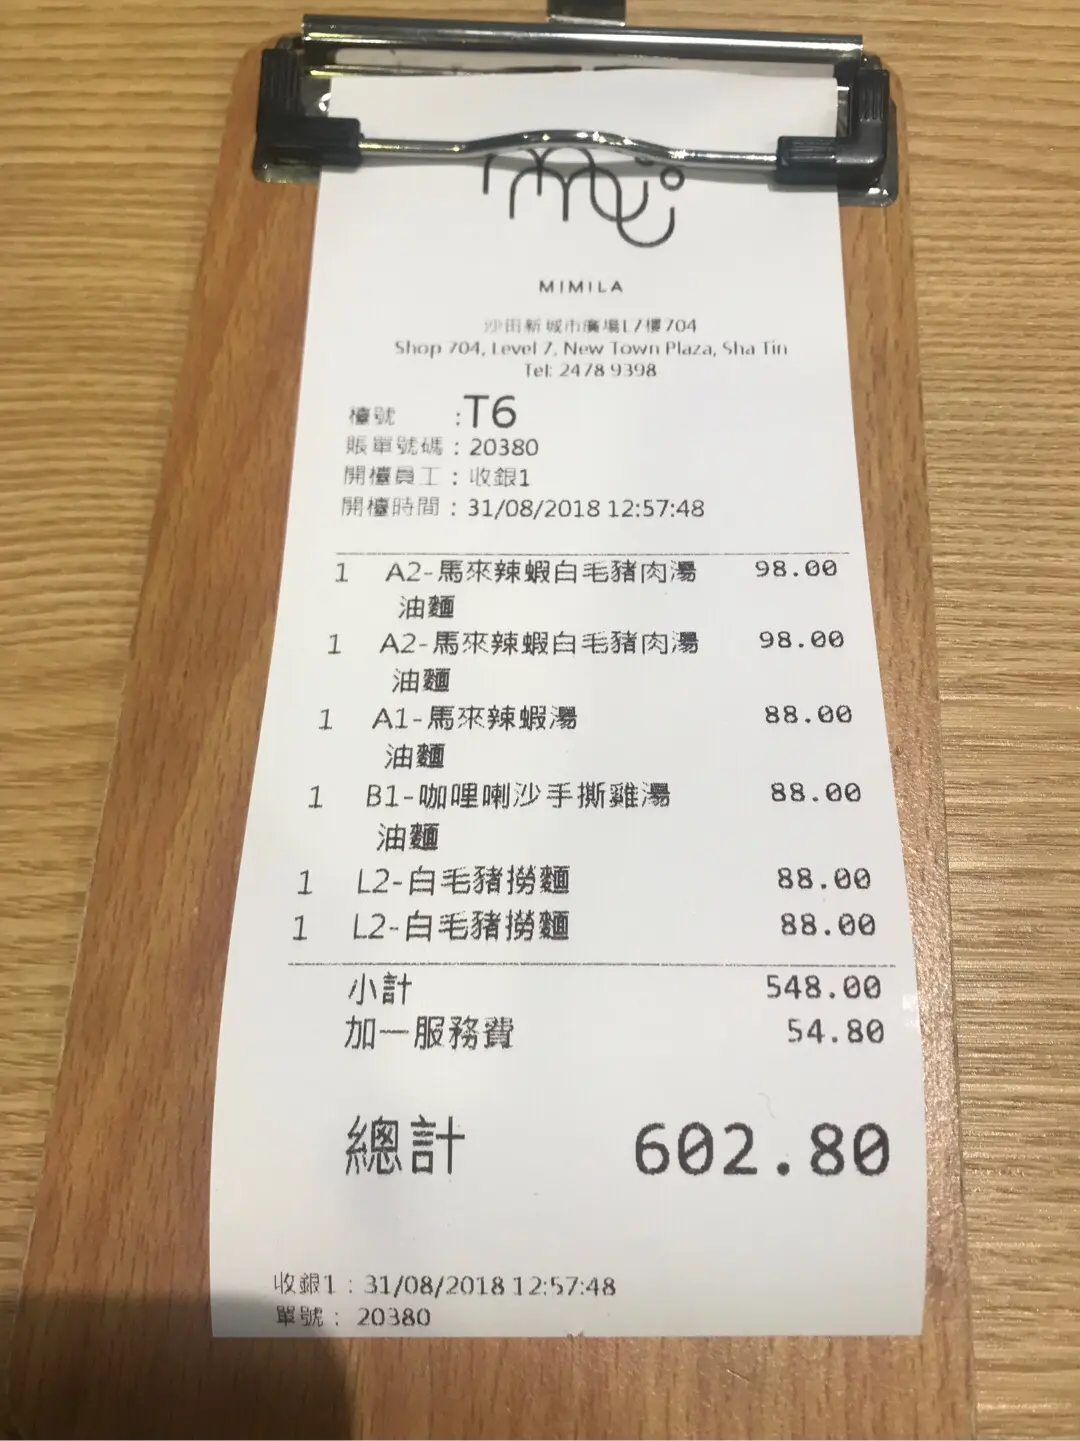 MIMILA
沙田新城市廣場L7樓704
Shop 704, Level 7, New Town Plaza, Sha Tin
Tel: 2478 9398
檯號 :T6
賬單號碼 : 20380
開檯員工 : 收銀1
開檯時間 : 31/08/2018 12:57:48
1 A2-馬來辣蝦白毛豬肉湯 98.00
油麵
1 A2-馬來辣蝦白毛豬肉湯 98.00
油麵
1 A1-馬來辣蝦湯 88.00
油麵
1 B1-咖哩喇沙手撕雞湯 88.00
油麵
1 L2-白毛豬撈麵 88.00
1 L2-白毛豬撈麵 88.00
小計 548.00
加一服務費 54.80
總計 602.80
收銀1 : 31/08/2018 12:57:48
單號 : 20380